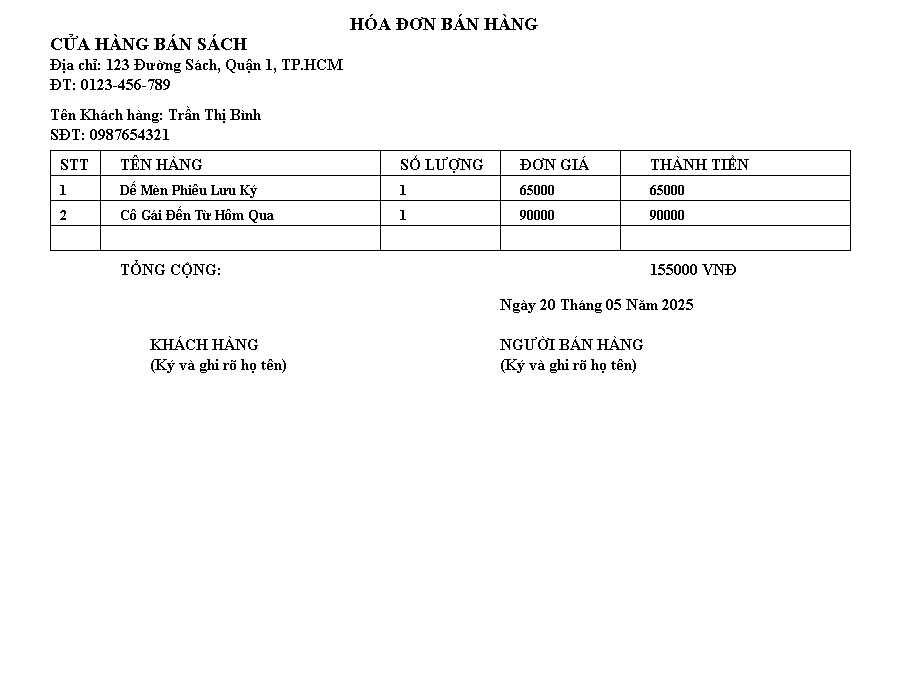 HÓA ĐƠN BÁN HÀNG
CỬA HÀNG BÁN SÁCH
Địa chỉ: 123 Đường Sách, Quận 1, TP.HCM
ĐT: 0123-456-789
Tên Khách hàng: Trần Thị Bình
SĐT: 0987654321
STT TÊN HÀNG SỐ LƯỢNG ĐƠN GIÁ THÀNH TIỀN
1 Dế Mèn Phiêu Lưu Ký 1 65000 65000
2 Cô Gái Đến Từ Hôm Qua 1 90000 90000
TỔNG CỘNG: 155000 VNĐ
Ngày 20 Tháng 05 Năm 2025
KHÁCH HÀNG NGƯỜI BÁN HÀNG
(Ký và ghi rõ họ tên) (Ký và ghi rõ họ tên)